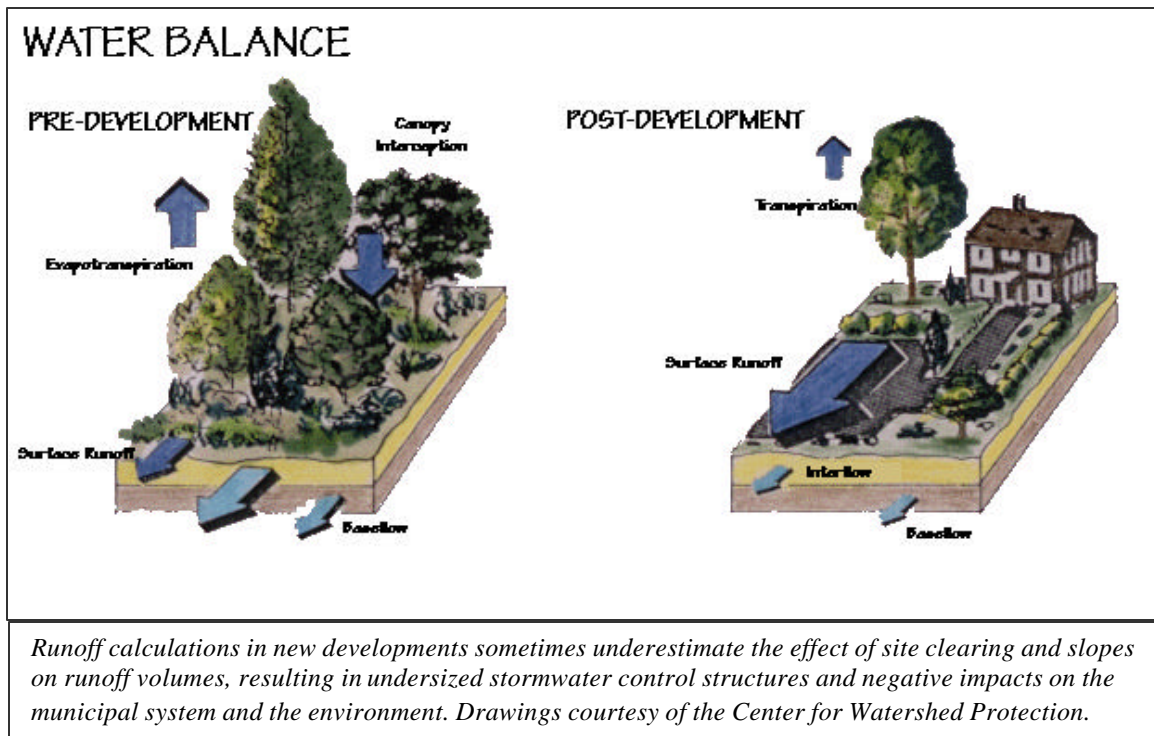 WATER BALANCE
PRE-DEVELOPMENT
Canopy
Interception
Evapotranspiration
Surface Runoff
Baseflow
POST-DEVELOPMENT
Transpiration
Surface Runoff
Interflow
Baseflow
Runoff calculations in new developments sometimes underestimate the effect of site clearing and slopes
on runoff volumes, resulting in undersized stormwater control structures and negative impacts on the
municipal system and the environment. Drawings courtesy of the Center for Watershed Protection.